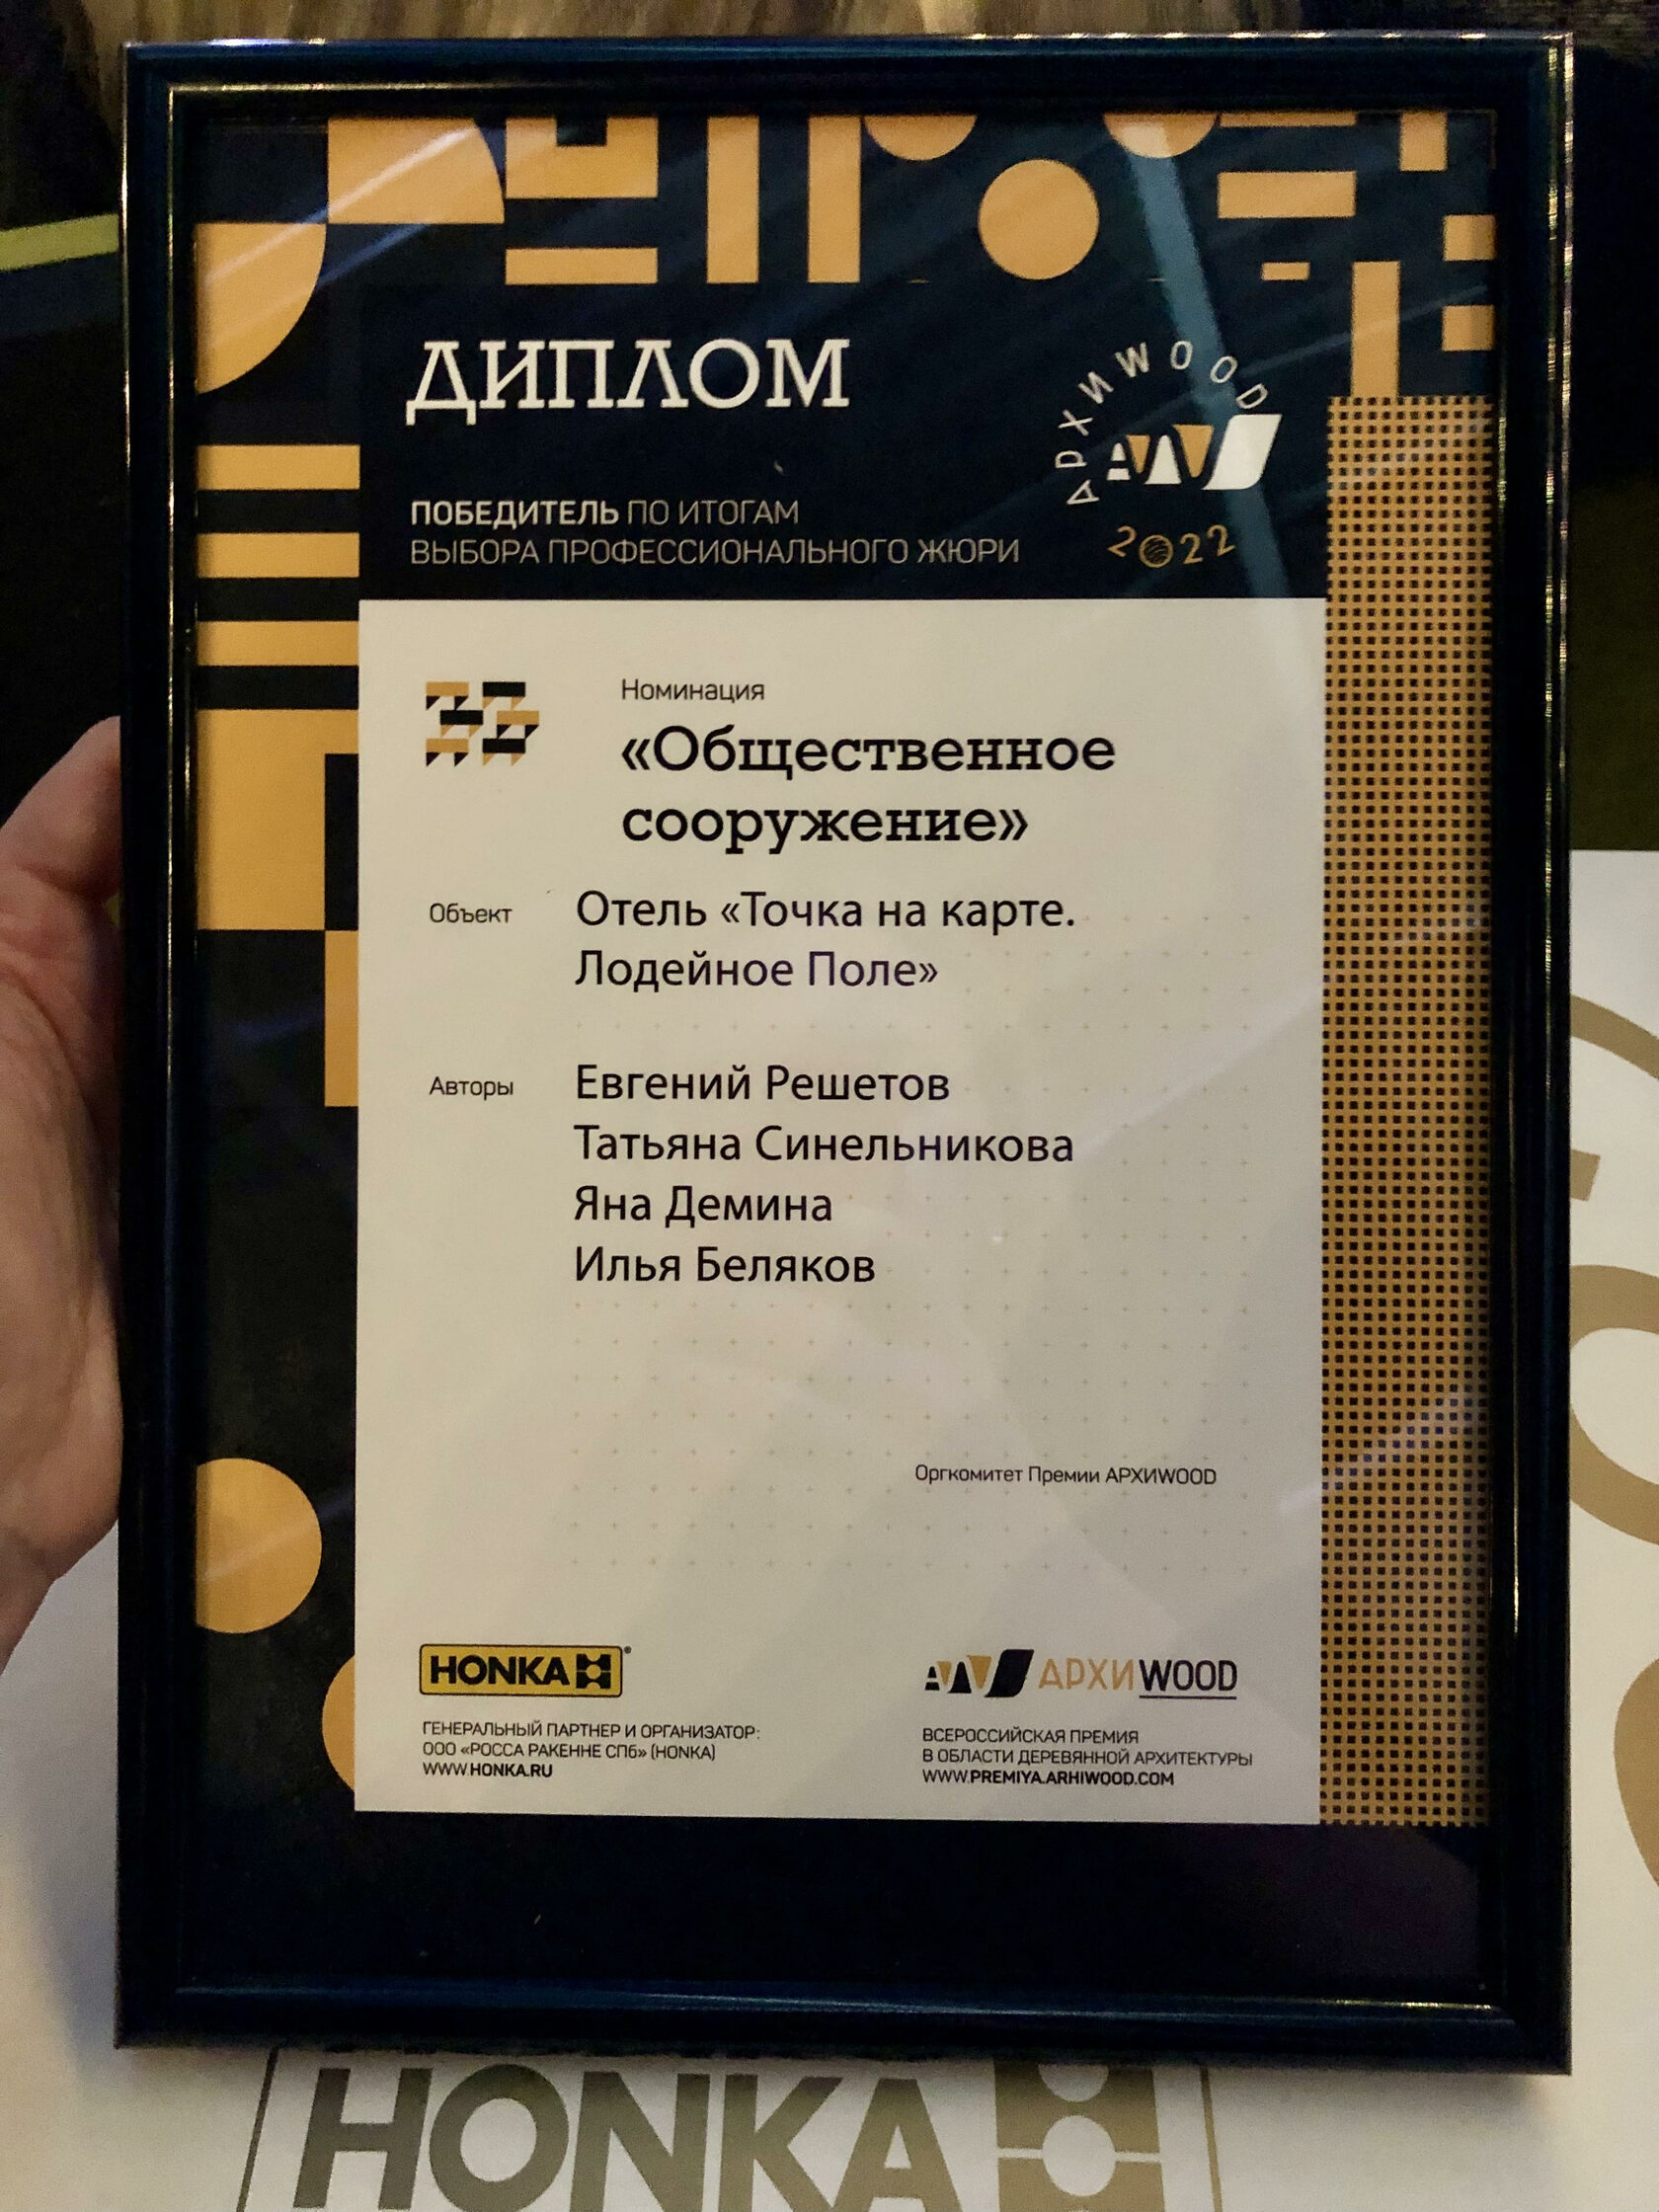 ДИПЛОМ
АРХИWOOD
AW
2022
ПОБЕДИТЕЛЬ ПО ИТОГАМ
ВЫБОРА ПРОФЕССИОНАЛЬНОГО ЖЮРИ
Номинация
«Общественное
сооружение»
Объект
Отель «Точка на карте.
Лодейное Поле»
Авторы
Евгений Решетов
Татьяна Синельникова
Яна Демина
Илья Беляков
Оргкомитет Премии АРХИWOOD
HONKA®
ГЕНЕРАЛЬНЫЙ ПАРТНЕР И ОРГАНИЗАТОР:
ООО «РОССА РАКЕННЕ СПб» (HONKA)
WWW.HONKA.RU
AW АРХИWOOD
ВСЕРОССИЙСКАЯ ПРЕМИЯ
В ОБЛАСТИ ДЕРЕВЯННОЙ АРХИТЕКТУРЫ
WWW.PREMIYA.ARHIWOOD.COM
HONKA